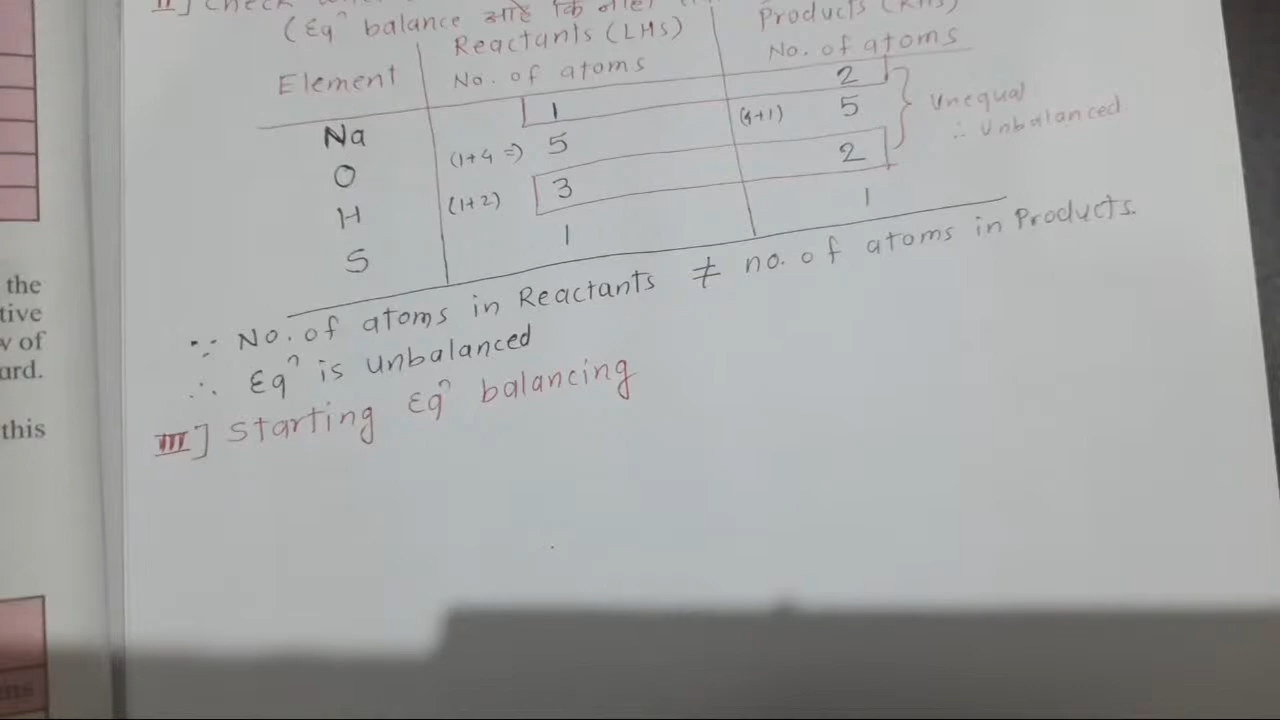 II] Check
(Eqⁿ balance आहे कि नाही
Reactants (LHS) Products (RHS)
Element No. of atoms No. of atoms
Na 1 2
O (1+4 =) 5 (4+1) 5
H (1+2) 3 2
S 1 1
Unequal
∴ Unbalanced
∵ No. of atoms in Reactants ≠ no. of atoms in Products.
∴ Eqⁿ is unbalanced
III] Starting Eqⁿ balancing
the
tive
of
ard.
this